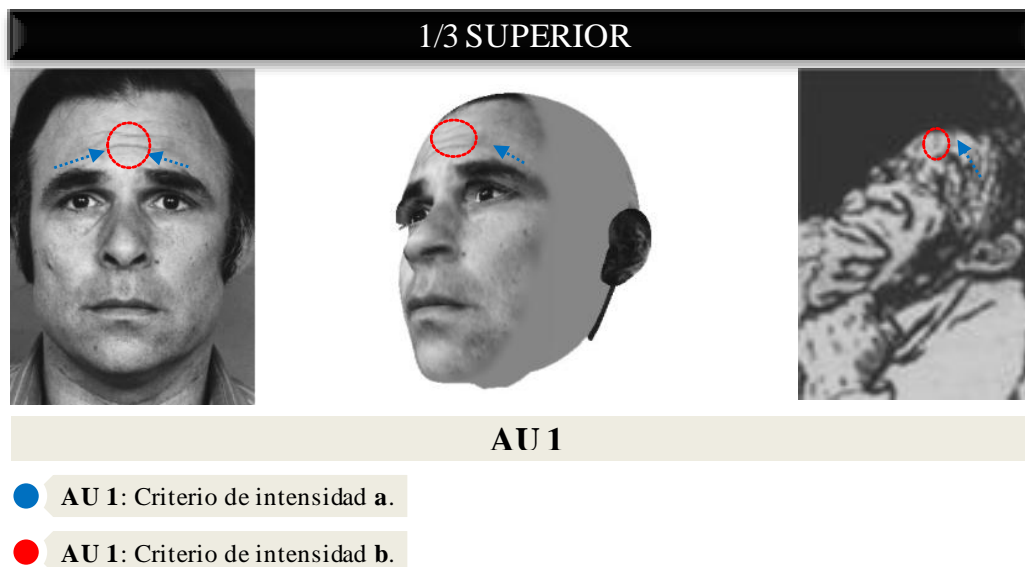 1/3 SUPERIOR
AU 1
AU 1: Criterio de intensidad a.
AU 1: Criterio de intensidad b.